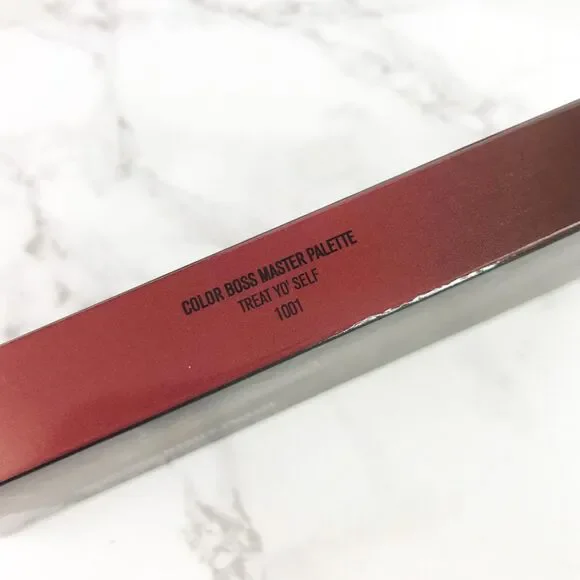 COLOR BOSS MASTER PALETTE
TREAT YO' SELF
1001